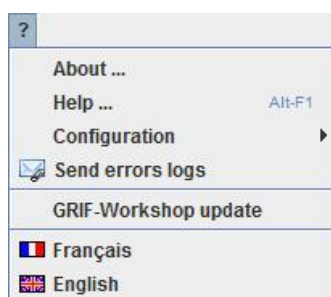 ?
About ...
Help ... Alt-F1
Configuration
Send errors logs
GRIF-Workshop update
Français
English